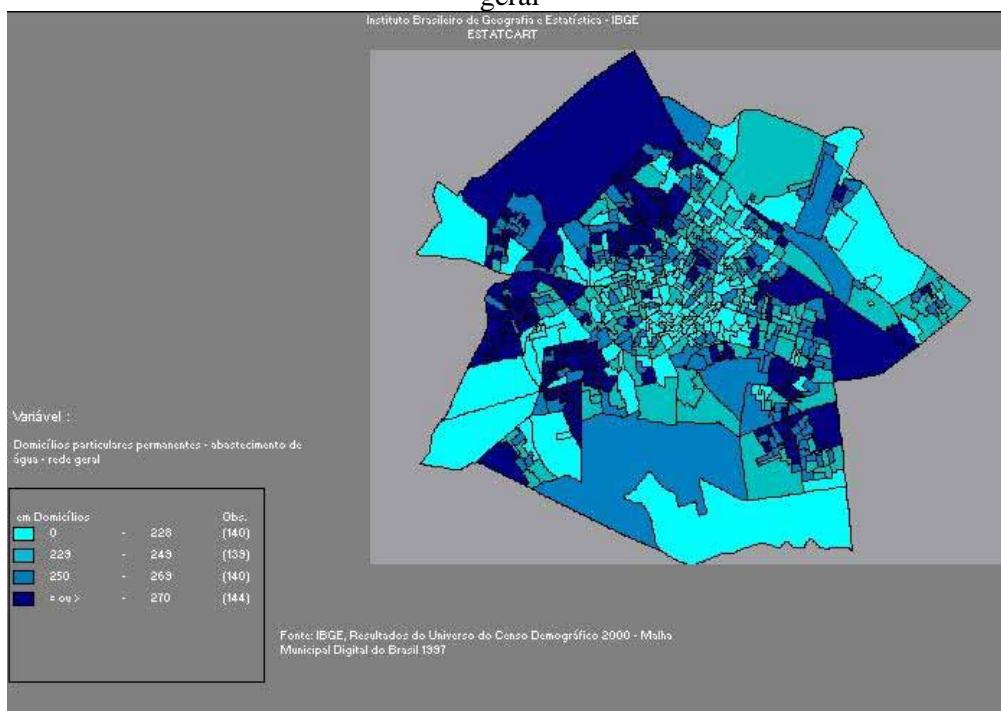 geral
Instituto Brasileiro de Geografia e Estatística - IBGE
ESTATCART
Variável :
Domicílios particulares permanentes - abastecimento de
água - rede geral
em Domicílios Obs.
0 - 228 (140)
229 - 249 (139)
250 - 269 (140)
= ou > - 270 (144)
Fonte: IBGE, Resultados do Universo do Censo Demográfico 2000 - Malha
Municipal Digital do Brasil 1997